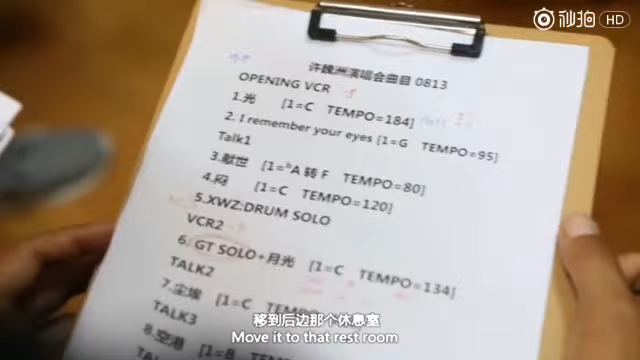 秒拍 HD
许魏洲演唱会曲目 0813
OPENING VCR
1.光 [1=C TEMPO=184]
2. I remember your eyes [1=G TEMPO=95]
Talk1
3.献世 [1=ᵇA 转 F TEMPO=80]
4.闷 [1=C TEMPO=120]
5.XWZ:DRUM SOLO
VCR2
6. GT SOLO+月光 [1=C TEMPO=134]
TALK2
7.尘埃 [1=C TEMPO
TALK3
8.空港 [1=B TEMPO
移到后边那个休息室
Move it to that rest room